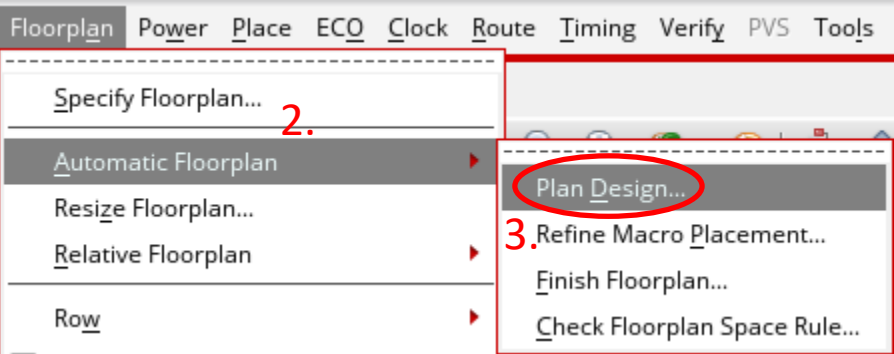 Floorplan Power Place ECO Clock Route Timing Verify PVS Tools
Specify Floorplan...
2.
Automatic Floorplan
Plan Design...
Resize Floorplan...
3.
Refine Macro Placement...
Relative Floorplan
Finish Floorplan...
Row
Check Floorplan Space Rule...